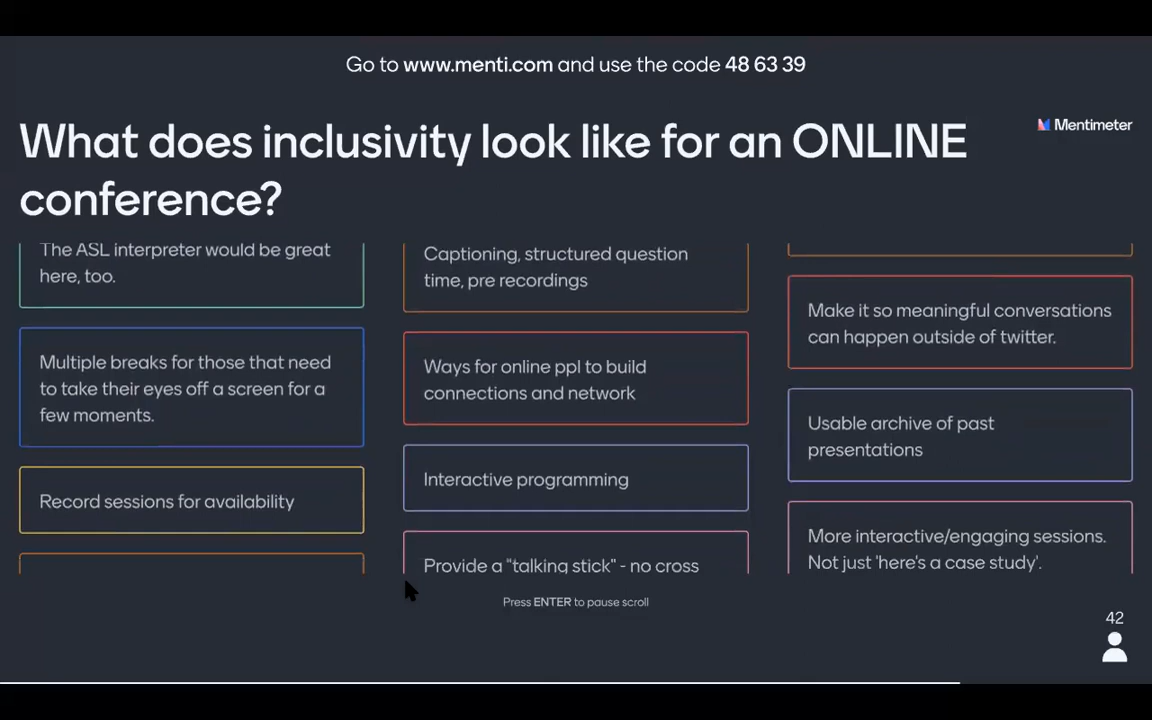 Go to www.menti.com and use the code 48 63 39
What does inclusivity look like for an ONLINE
conference?
Mentimeter
The ASL interpreter would be great
here, too.
Multiple breaks for those that need
to take their eyes off a screen for a
few moments.
Record sessions for availability
Captioning, structured question
time, pre recordings
Ways for online ppl to build
connections and network
Interactive programming
Provide a "talking stick" - no cross
Make it so meaningful conversations
can happen outside of twitter.
Usable archive of past
presentations
More interactive/engaging sessions.
Not just 'here's a case study'.
Press ENTER to pause scroll
42